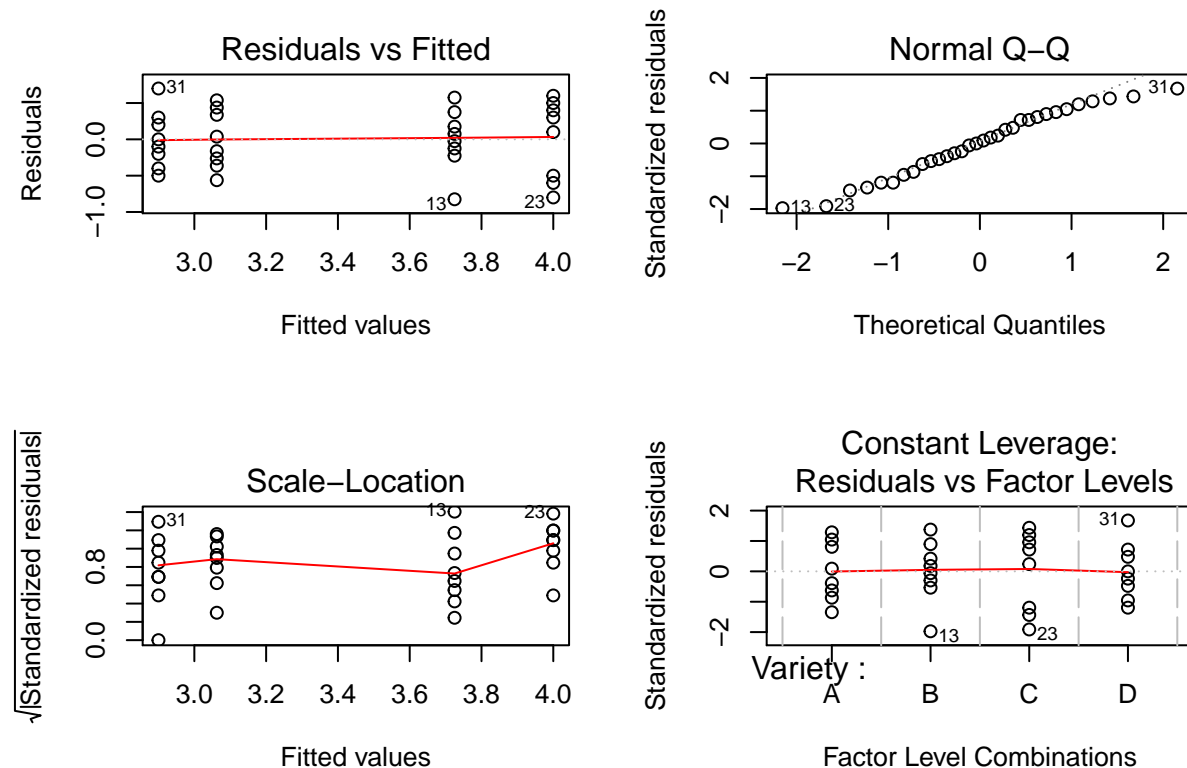 Residuals vs Fitted
Residuals
0.0
−1.0
31
13
23
3.0 3.2 3.4 3.6 3.8 4.0
Fitted values
Normal Q−Q
Standardized residuals
2
0
−2
31
13
23
−2 −1 0 1 2
Theoretical Quantiles
Scale−Location
√|Standardized residuals|
0.8
0.0
31
13
23
3.0 3.2 3.4 3.6 3.8 4.0
Fitted values
Constant Leverage:
Residuals vs Factor Levels
Standardized residuals
2
0
−2
31
13
23
Variety :
A B C D
Factor Level Combinations